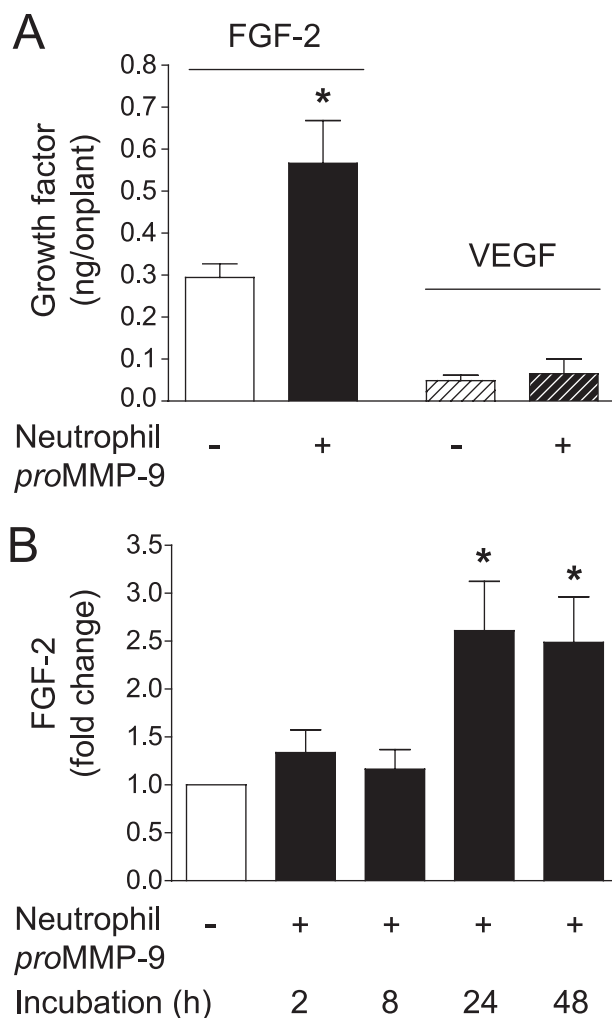 A
FGF-2
0.8
0.7
0.6
0.5
0.4
0.3
0.2
0.1
0.0
Growth factor
(ng/onplant)
*
VEGF
Neutrophil
proMMP-9
- + - +
B
3.5
3.0
2.5
2.0
1.5
1.0
0.5
0.0
FGF-2
(fold change)
* *
Neutrophil
proMMP-9
- + + + +
Incubation (h) 2 8 24 48